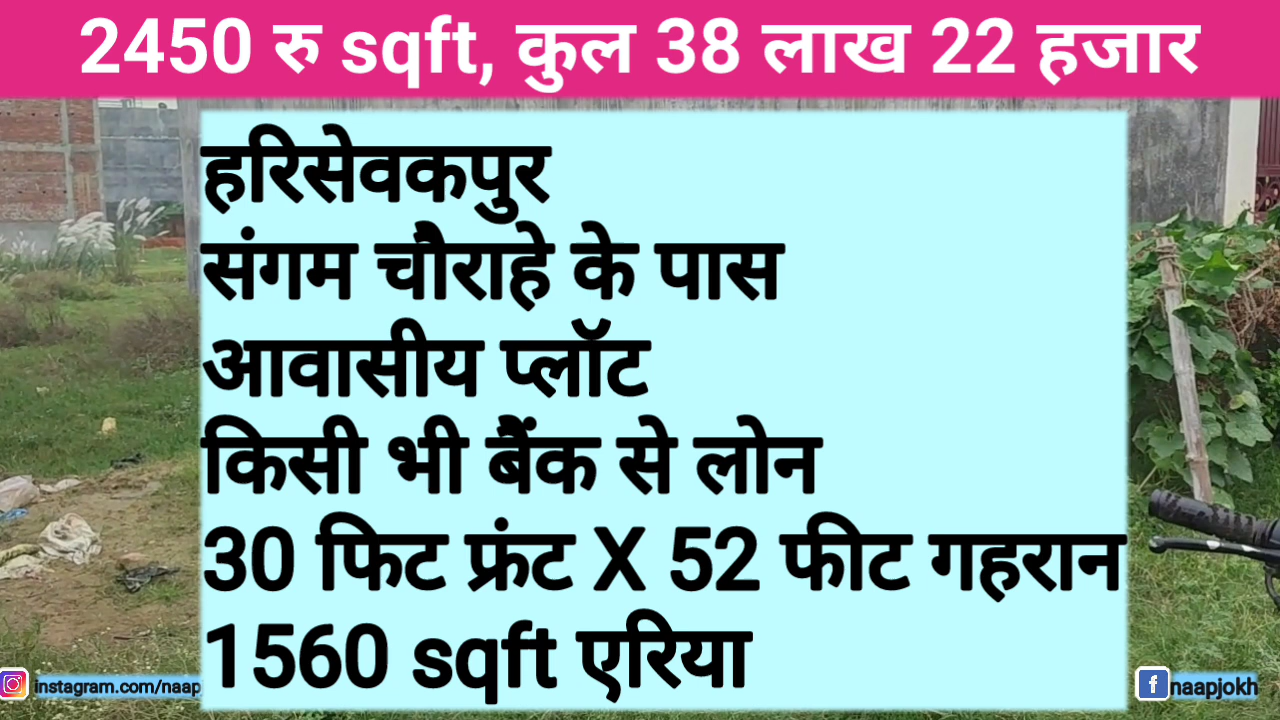 2450 रु sqft, कुल 38 लाख 22 हजार
हरिसेवकपुर
संगम चौराहे के पास
आवासीय प्लॉट
किसी भी बैंक से लोन
30 फिट फ्रंट X 52 फीट गहरान
1560 sqft एरिया
instagram.com/naap
naapjokh